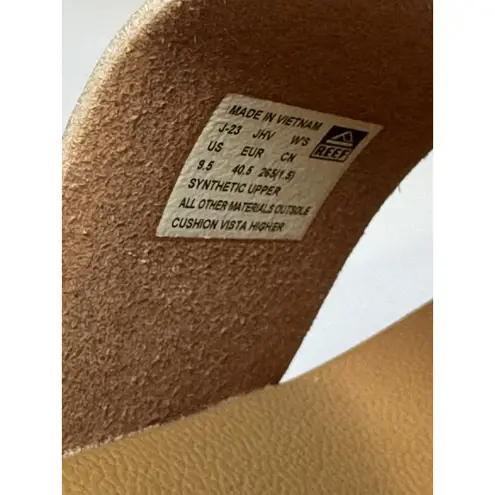 MADE IN VIETNAM
J-23 JHV W'S
US EUR CN
9.5 40.5 265(1.5)
SYNTHETIC UPPER
ALL OTHER MATERIALS OUTSOLE
CUSHION VISTA HIGHER
REEF